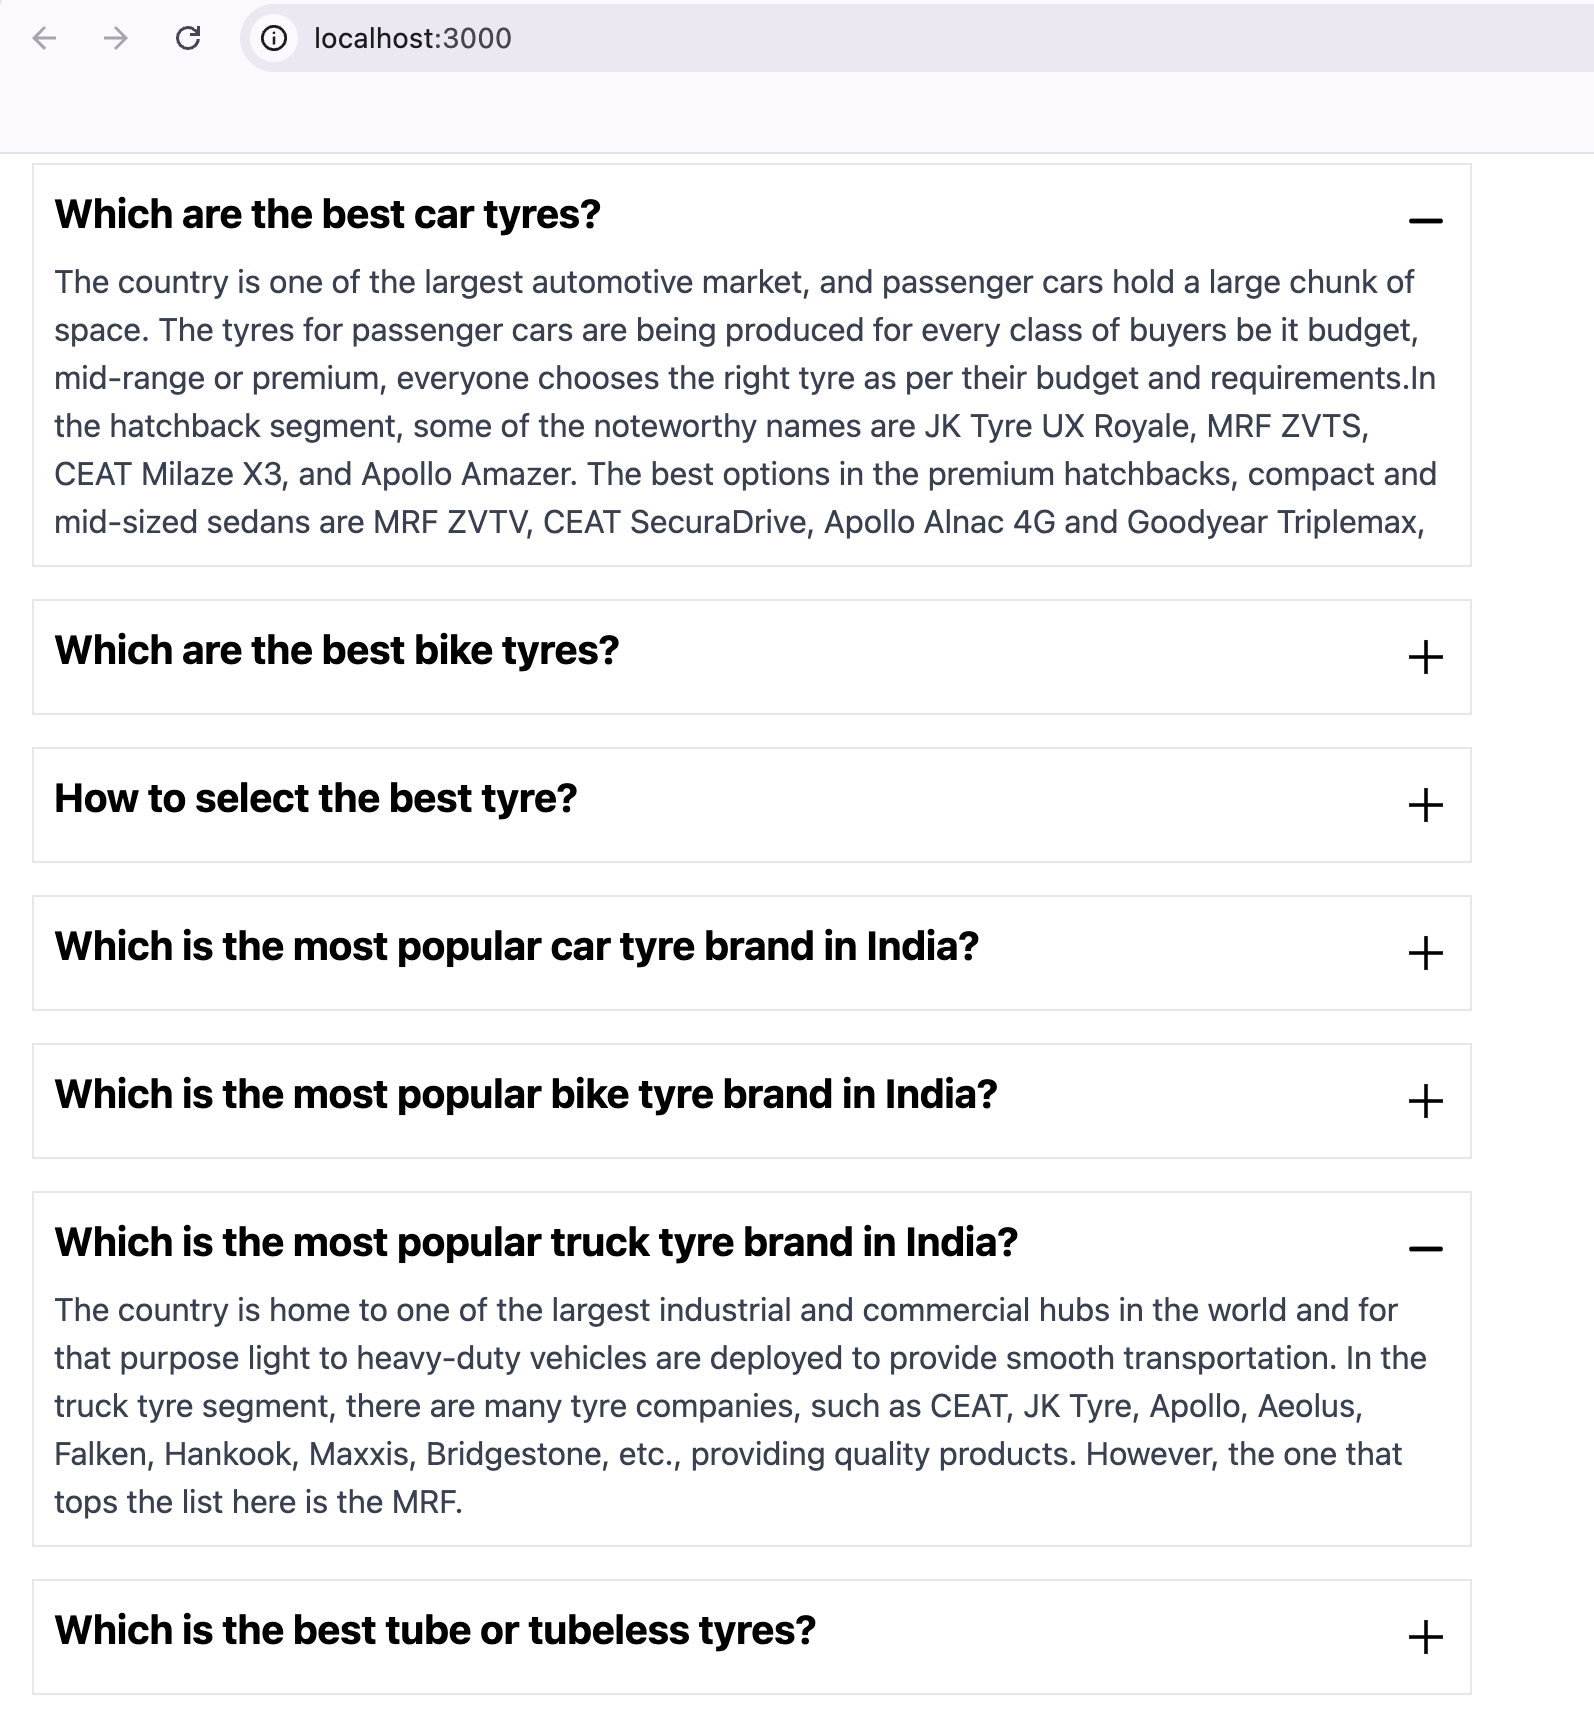 localhost:3000
Which are the best car tyres?
The country is one of the largest automotive market, and passenger cars hold a large chunk of
space. The tyres for passenger cars are being produced for every class of buyers be it budget,
mid-range or premium, everyone chooses the right tyre as per their budget and requirements.In
the hatchback segment, some of the noteworthy names are JK Tyre UX Royale, MRF ZVTS,
CEAT Milaze X3, and Apollo Amazer. The best options in the premium hatchbacks, compact and
mid-sized sedans are MRF ZVTV, CEAT SecuraDrive, Apollo Alnac 4G and Goodyear Triplemax,
Which are the best bike tyres?
How to select the best tyre?
Which is the most popular car tyre brand in India?
Which is the most popular bike tyre brand in India?
Which is the most popular truck tyre brand in India?
The country is home to one of the largest industrial and commercial hubs in the world and for
that purpose light to heavy-duty vehicles are deployed to provide smooth transportation. In the
truck tyre segment, there are many tyre companies, such as CEAT, JK Tyre, Apollo, Aeolus,
Falken, Hankook, Maxxis, Bridgestone, etc., providing quality products. However, the one that
tops the list here is the MRF.
Which is the best tube or tubeless tyres?